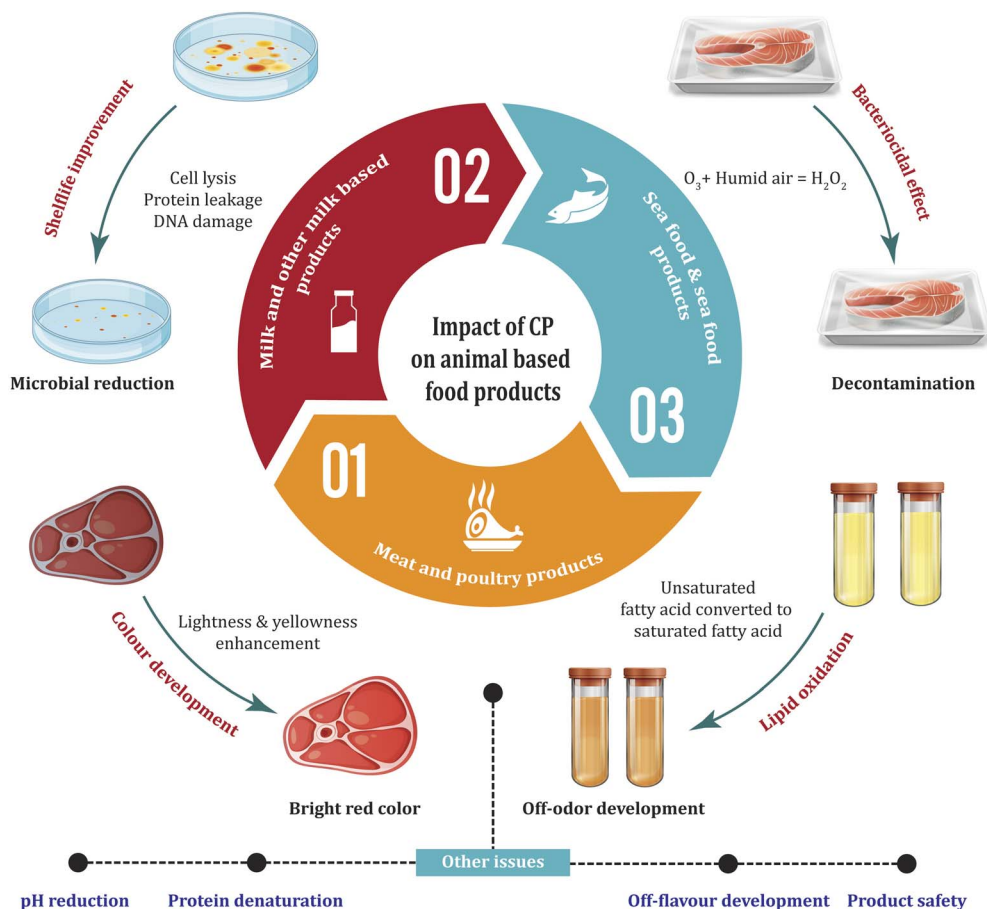 Shelflife improvement
Cell lysis
Protein leakage
DNA damage
Microbial reduction
02
Milk and other milk based
products
03
Sea food & sea food
products
Impact of CP
on animal based
food products
01
Meat and poultry products
Bacteriocidal effect
O₃+ Humid air = H₂O₂
Decontamination
Colour development
Lightness & yellowness
enhancement
Bright red color
Unsaturated
fatty acid converted to
saturated fatty acid
Lipid oxidation
Off-odor development
Other issues
pH reduction
Protein denaturation
Off-flavour development
Product safety